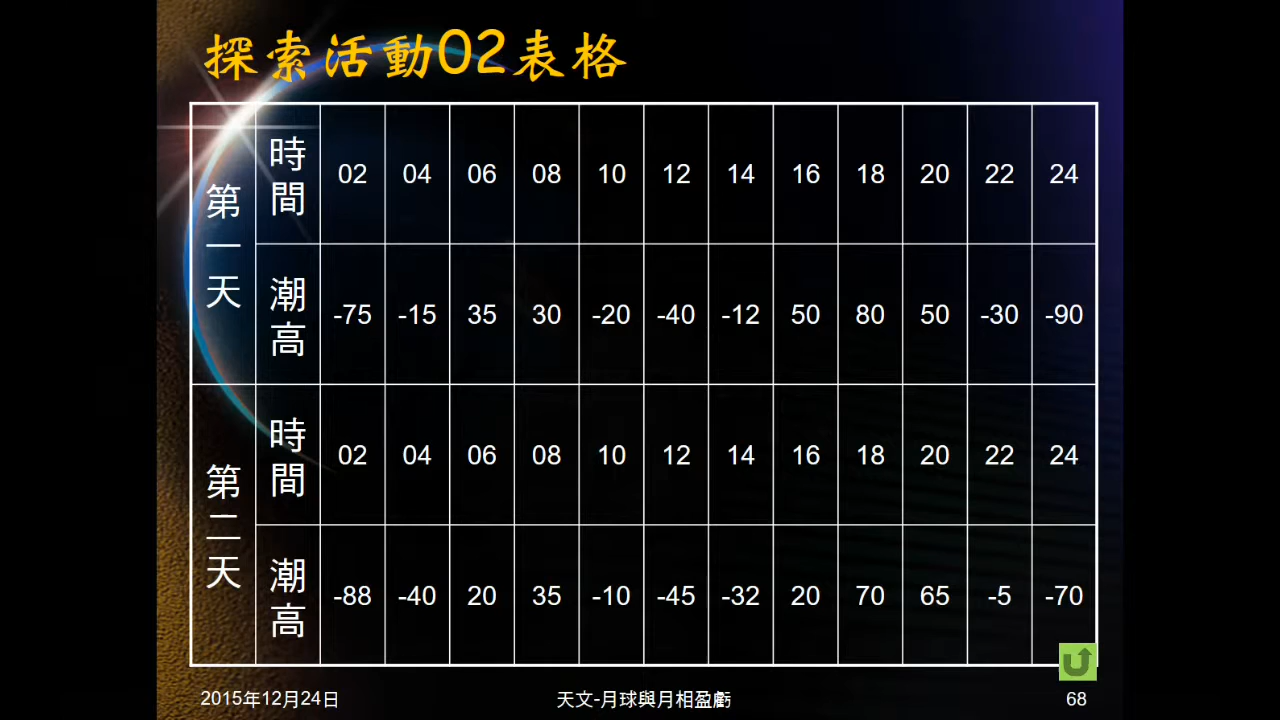 探索活動02表格
第一天 時間 02 04 06 08 10 12 14 16 18 20 22 24
潮高 -75 -15 35 30 -20 -40 -12 50 80 50 -30 -90
第二天 時間 02 04 06 08 10 12 14 16 18 20 22 24
潮高 -88 -40 20 35 -10 -45 -32 20 70 65 -5 -70
2015年12月24日 天文-月球與月相盈虧 68